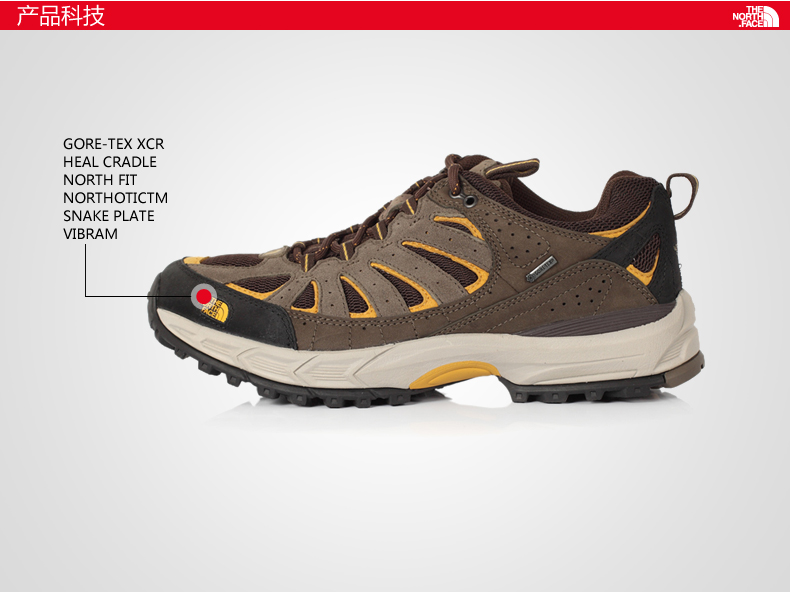 产品科技
THE
NORTH
FACE
GORE-TEX XCR
HEAL CRADLE
NORTH FIT
NORTHOTICTM
SNAKE PLATE
VIBRAM